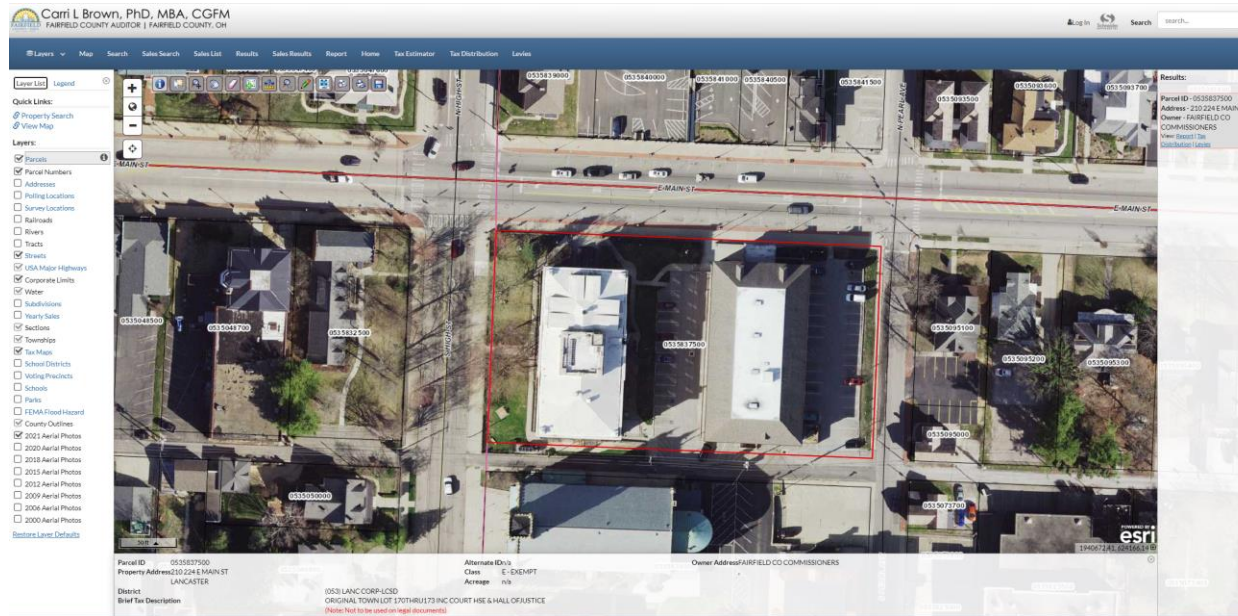 Carri L Brown, PhD, MBA, CGFM
FAIRFIELD COUNTY AUDITOR | FAIRFIELD COUNTY, OH
FAIRFIELD
Log In
Schneider
Search
search...
Layers Map Search Sales Search Sales List Results Sales Results Report Home Tax Estimator Tax Distribution Levies
Layer List Legend
Quick Links:
Property Search
View Map
Layers:
Parcels
Parcel Numbers
Addresses
Polling Locations
Survey Locations
Railroads
Rivers
Tracts
Streets
USA Major Highways
Corporate Limits
Water
Subdivisions
Yearly Sales
Sections
Townships
Tax Maps
School Districts
Voting Precincts
Schools
Parks
FEMA Flood Hazard
County Outlines
2021 Aerial Photos
2020 Aerial Photos
2018 Aerial Photos
2015 Aerial Photos
2012 Aerial Photos
2009 Aerial Photos
2006 Aerial Photos
2000 Aerial Photos
Restore Layer Defaults
0535839000
0535840000
0535841000
0535840500
0535841500
0535093500
0535093600
0535093700
N-HIGH-ST
N-PEARL-AVE
E-MAIN-ST
E-MAIN-ST
E-MAIN-ST
0535048500
0535048700
0535832500
0535837500
0535095100
0535095200
0535095300
0535095000
0535050000
0535073700
POWERED BY
esri
Results:
Parcel ID - 0535837500
Address - 210 224 E MAIN
Owner - FAIRFIELD CO
COMMISSIONERS
View: Report | Tax
Distribution | Levies
Parcel ID 0535837500
Property Address 210 224 E MAIN ST
LANCASTER
Alternate ID n/a
Class E - EXEMPT
Acreage n/a
Owner Address FAIRFIELD CO COMMISSIONERS
District (053) LANC CORP-LCSD
Brief Tax Description ORIGINAL TOWN LOT 170THRU173 INC COURT HSE & HALL OFJUSTICE
(Note: Not to be used on legal documents)